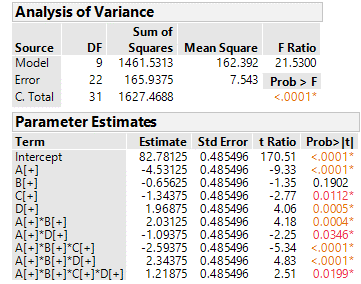 Analysis of Variance
Sum of
Source DF Squares Mean Square F Ratio
Model 9 1461.5313 162.392 21.5300
Error 22 165.9375 7.543 Prob > F
C. Total 31 1627.4688 <.0001*
Parameter Estimates
Term Estimate Std Error t Ratio Prob>|t|
Intercept 82.78125 0.485496 170.51 <.0001*
A[+] -4.53125 0.485496 -9.33 <.0001*
B[+] -0.65625 0.485496 -1.35 0.1902
C[+] -1.34375 0.485496 -2.77 0.0112*
D[+] 1.96875 0.485496 4.06 0.0005*
A[+]*B[+] 2.03125 0.485496 4.18 0.0004*
A[+]*D[+] -1.09375 0.485496 -2.25 0.0346*
A[+]*B[+]*C[+] -2.59375 0.485496 -5.34 <.0001*
A[+]*B[+]*D[+] 2.34375 0.485496 4.83 <.0001*
A[+]*B[+]*C[+]*D[+] 1.21875 0.485496 2.51 0.0199*